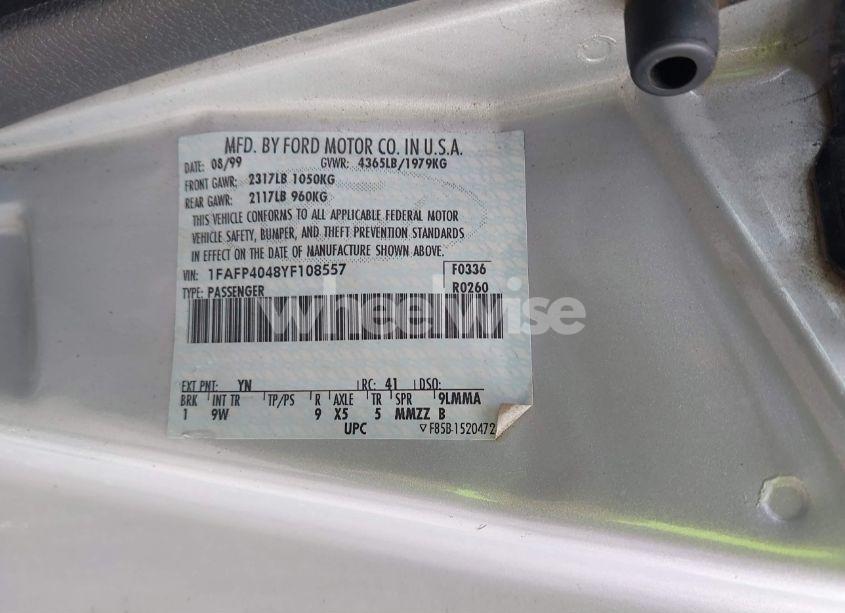 MFD. BY FORD MOTOR CO. IN U.S.A.
DATE: 08/99 GVWR: 4365LB/1979KG
FRONT GAWR: 2317LB 1050KG
REAR GAWR: 2117LB 960KG
THIS VEHICLE CONFORMS TO ALL APPLICABLE FEDERAL MOTOR
VEHICLE SAFETY, BUMPER, AND THEFT PREVENTION STANDARDS
IN EFFECT ON THE DATE OF MANUFACTURE SHOWN ABOVE.
VIN: 1FAFP4048YF108557 F0336
TYPE: PASSENGER R0260
wheelwise
EXT PNT: YN RC: 41 DSO:
BRK INT TR TP/PS R AXLE TR SPR 9LMMA
1 9W 9 X5 5 MMZZ B
UPC ▽F85B-1520472